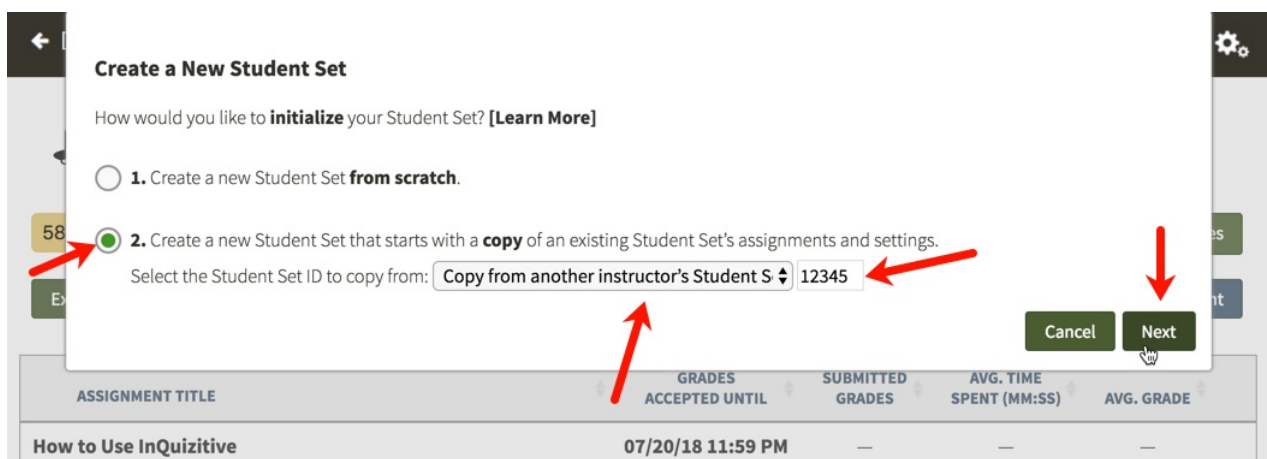 Create a New Student Set
How would you like to initialize your Student Set? [Learn More]
1. Create a new Student Set from scratch.
58
2. Create a new Student Set that starts with a copy of an existing Student Set's assignments and settings.
Select the Student Set ID to copy from: Copy from another instructor's Student S 12345
Cancel Next
ASSIGNMENT TITLE
GRADES ACCEPTED UNTIL
SUBMITTED GRADES
AVG. TIME SPENT (MM:SS)
AVG. GRADE
How to Use InQuizitive 07/20/18 11:59 PM — — —